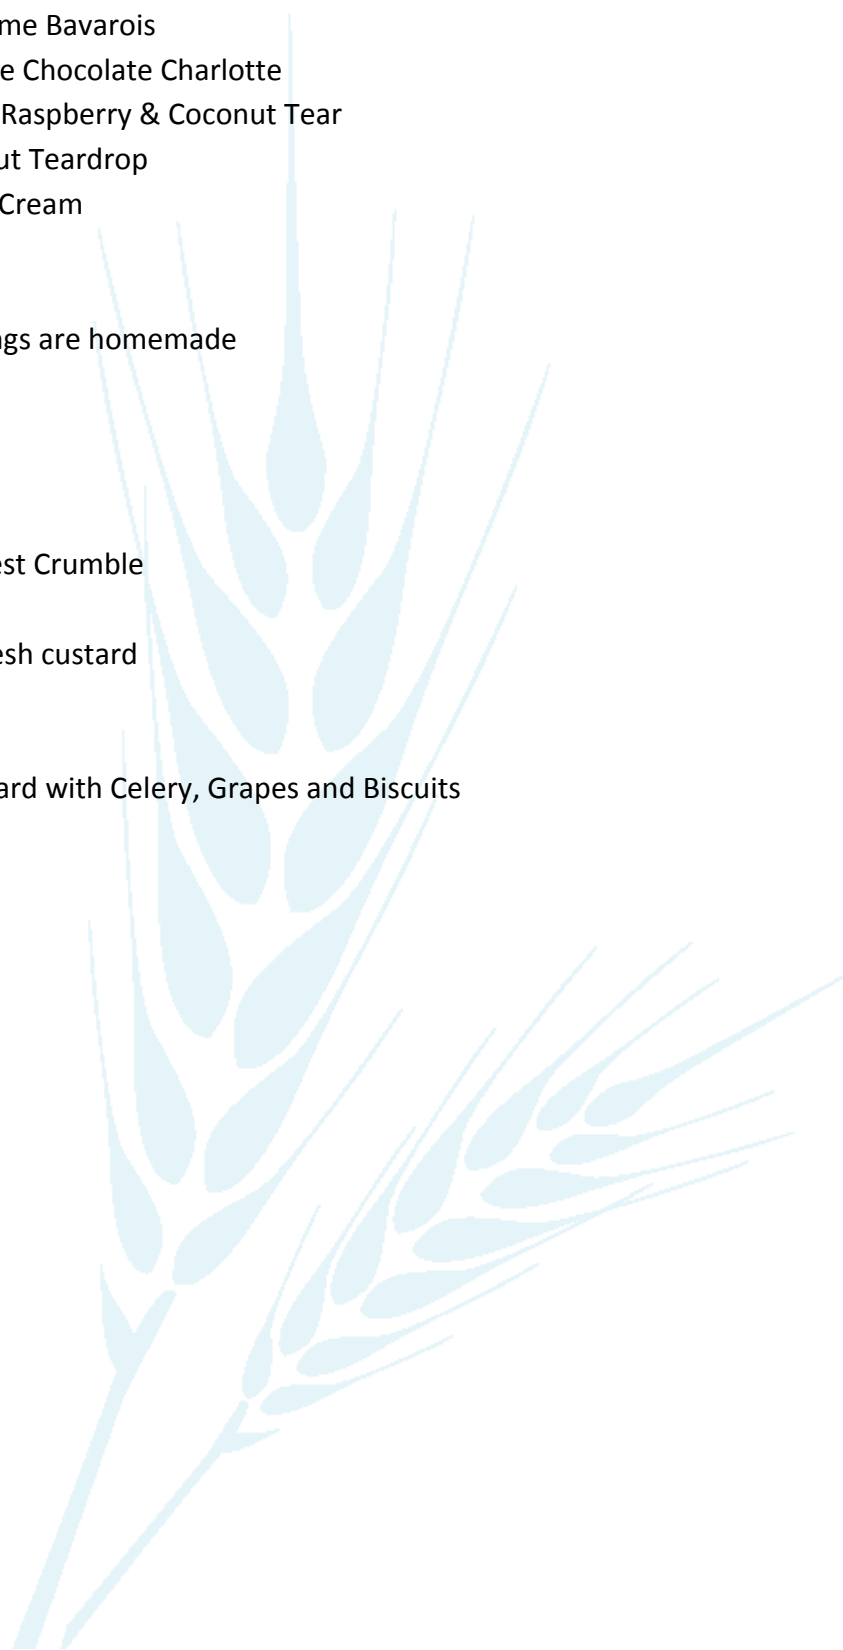 me Bavarois
e Chocolate Charlotte
Raspberry & Coconut Tear
ut Teardrop
Cream
gs are homemade
est Crumble
esh custard
ard with Celery, Grapes and Biscuits